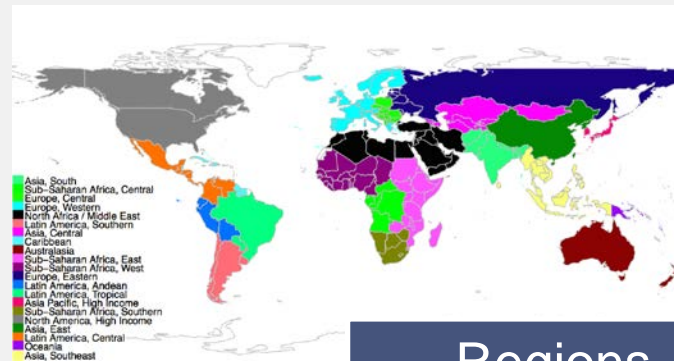 Asia, South
Sub-Saharan Africa, Central
Europe, Central
Europe, Western
North Africa / Middle East
Latin America, Southern
Asia, Central
Caribbean
Australasia
Sub-Saharan Africa, East
Sub-Saharan Africa, West
Europe, Eastern
Latin America, Andean
Latin America, Tropical
Asia Pacific, High Income
Sub-Saharan Africa, Southern
North America, High Income
Asia, East
Latin America, Central
Oceania
Asia, Southeast
Regions